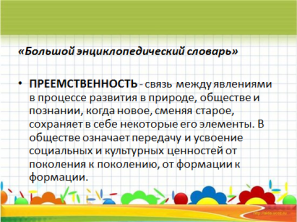 «Большой энциклопедический словарь»
• ПРЕЕМСТВЕННОСТЬ - связь между явлениями
в процессе развития в природе, обществе и
познании, когда новое, сменяя старое,
сохраняет в себе некоторые его элементы. В
обществе означает передачу и усвоение
социальных и культурных ценностей от
поколения к поколению, от формации к
формации.